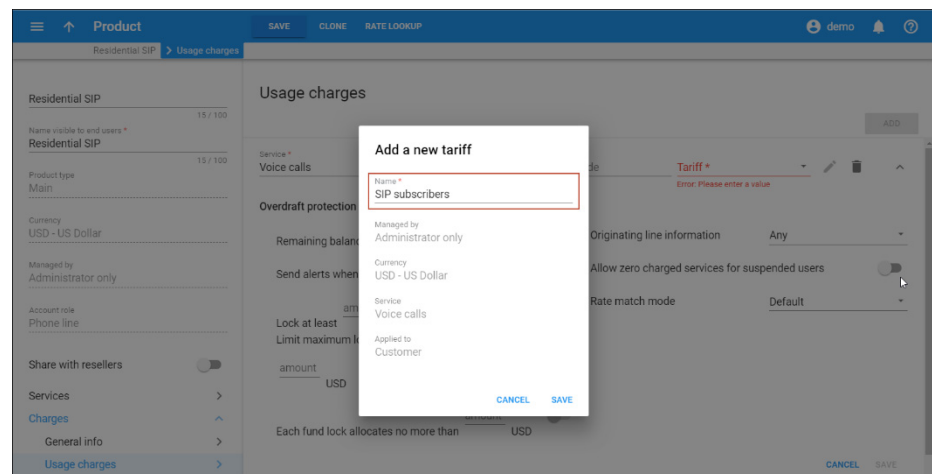 Product
SAVE CLONE RATE LOOKUP
demo
Residential SIP Usage charges
Residential SIP
15 / 100
Name visible to end users *
Residential SIP
15 / 100
Product type
Main
Currency
USD - US Dollar
Managed by
Administrator only
Account role
Phone line
Share with resellers
Services
Charges
General info
Usage charges
Usage charges
ADD
Service *
Voice calls
Tariff *
Error: Please enter a value
Overdraft protection
Remaining balanc
Originating line information Any
Send alerts when
Allow zero charged services for suspended users
Rate match mode Default
am
Lock at least
Limit maximum lo
amount
USD
Each fund lock allocates no more than USD
CANCEL SAVE
Add a new tariff
Name *
SIP subscribers
Managed by
Administrator only
Currency
USD - US Dollar
Service
Voice calls
Applied to
Customer
CANCEL SAVE